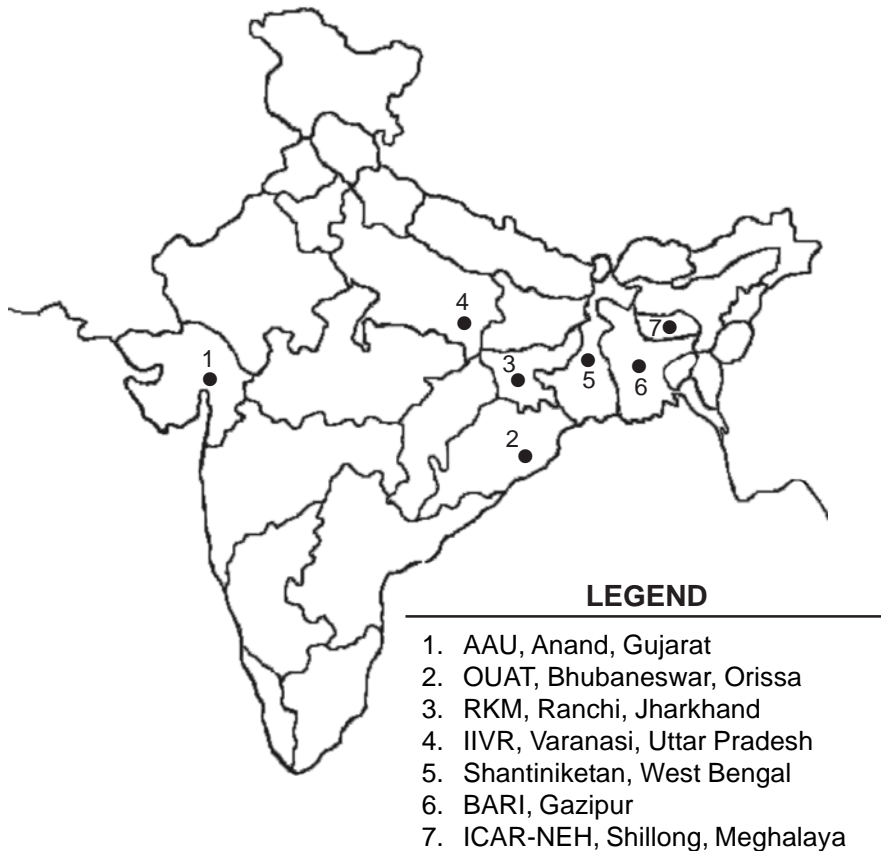 4
7
1
3
5
6
2
LEGEND
1. AAU, Anand, Gujarat
2. OUAT, Bhubaneswar, Orissa
3. RKM, Ranchi, Jharkhand
4. IIVR, Varanasi, Uttar Pradesh
5. Shantiniketan, West Bengal
6. BARI, Gazipur
7. ICAR-NEH, Shillong, Meghalaya